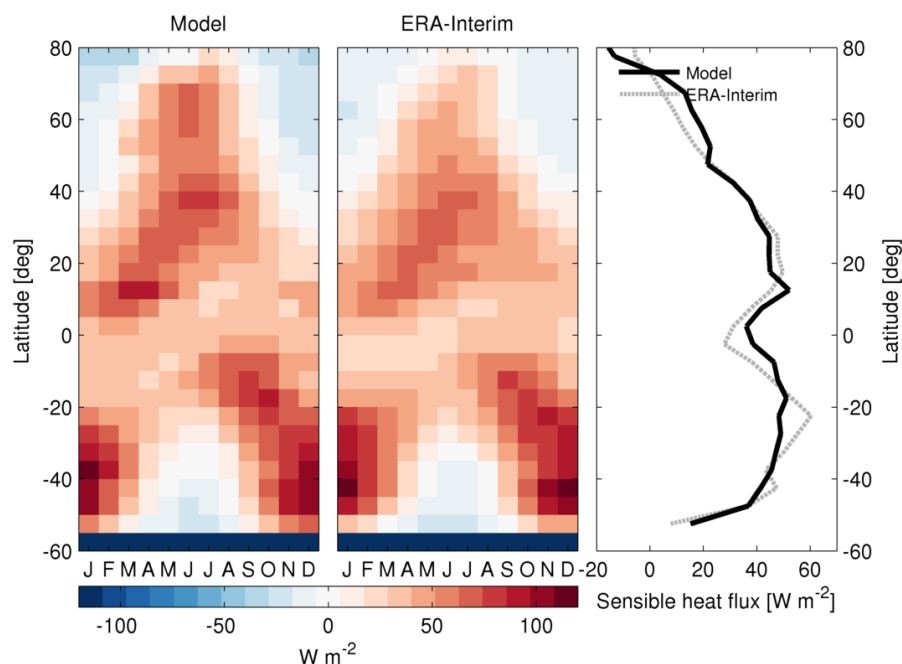 Model
ERA-Interim
80
60
40
20
0
-20
-40
-60
Latitude [deg]
J F M A M J J A S O N D
J F M A M J J A S O N D
Model
ERA-Interim
80
60
40
20
0
-20
-40
-60
Latitude [deg]
-20 0 20 40 60
Sensible heat flux [W m-2]
-100 -50 0 50 100
W m-2